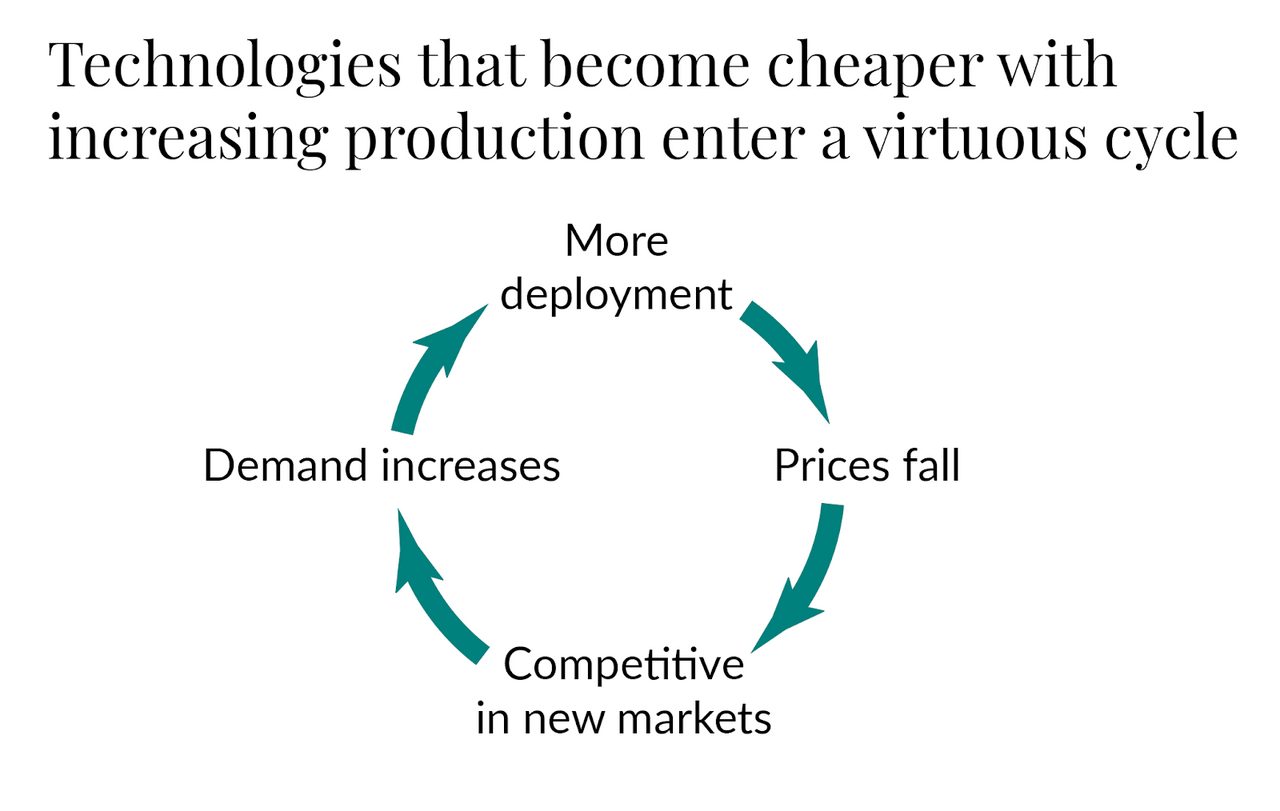 Technologies that become cheaper with
increasing production enter a virtuous cycle
More
deployment
Prices fall
Competitive
in new markets
Demand increases